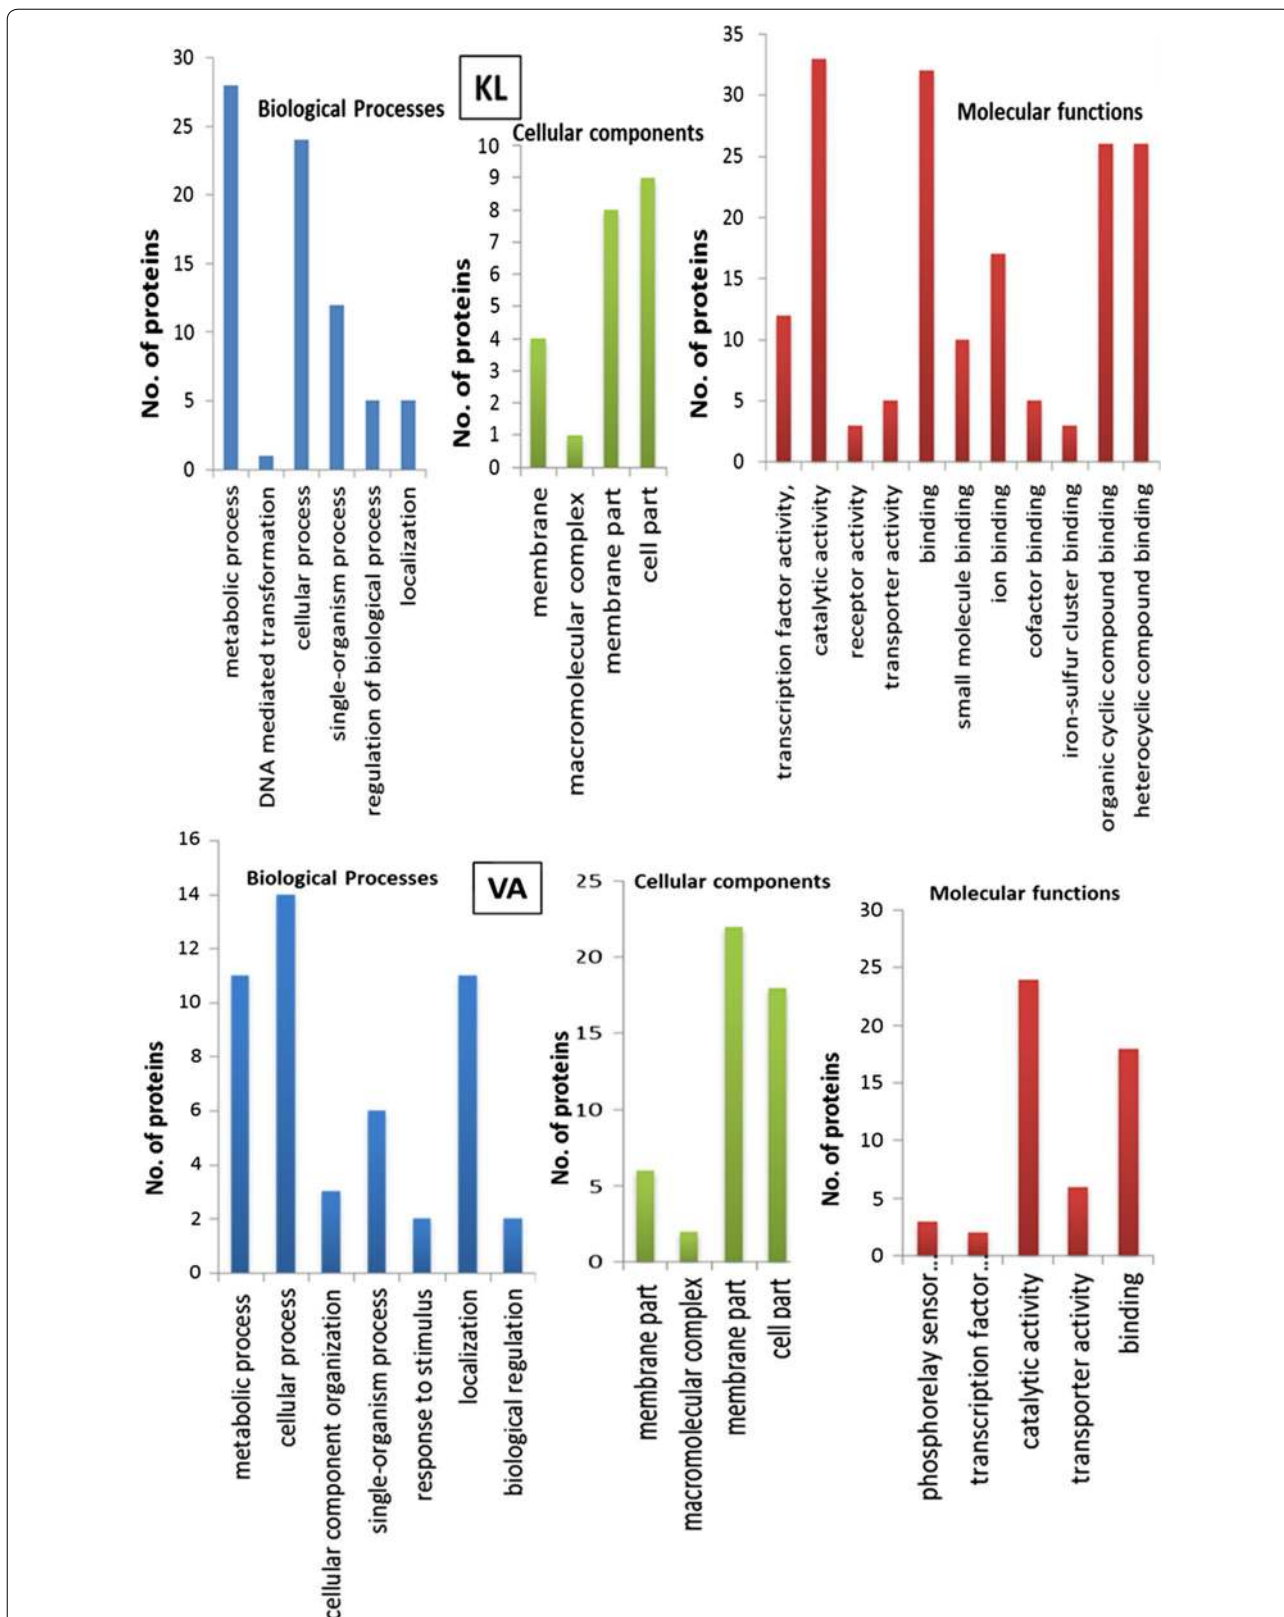 KL
Biological Processes
No. of proteins
30
25
20
15
10
5
0
metabolic process
DNA mediated transformation
cellular process
single-organism process
regulation of biological process
localization
Cellular components
No. of proteins
10
9
8
7
6
5
4
3
2
1
0
membrane
macromolecular complex
membrane part
cell part
Molecular functions
No. of proteins
35
30
25
20
15
10
5
0
transcription factor activity,
catalytic activity
receptor activity
transporter activity
binding
small molecule binding
ion binding
cofactor binding
iron-sulfur cluster binding
organic cyclic compound binding
heterocyclic compound binding
VA
Biological Processes
No. of proteins
16
14
12
10
8
6
4
2
0
metabolic process
cellular process
cellular component organization
single-organism process
response to stimulus
localization
biological regulation
Cellular components
No. of proteins
25
20
15
10
5
0
membrane part
macromolecular complex
membrane part
cell part
Molecular functions
No. of proteins
30
25
20
15
10
5
0
phosphorelay sensor...
transcription factor...
catalytic activity
transporter activity
binding